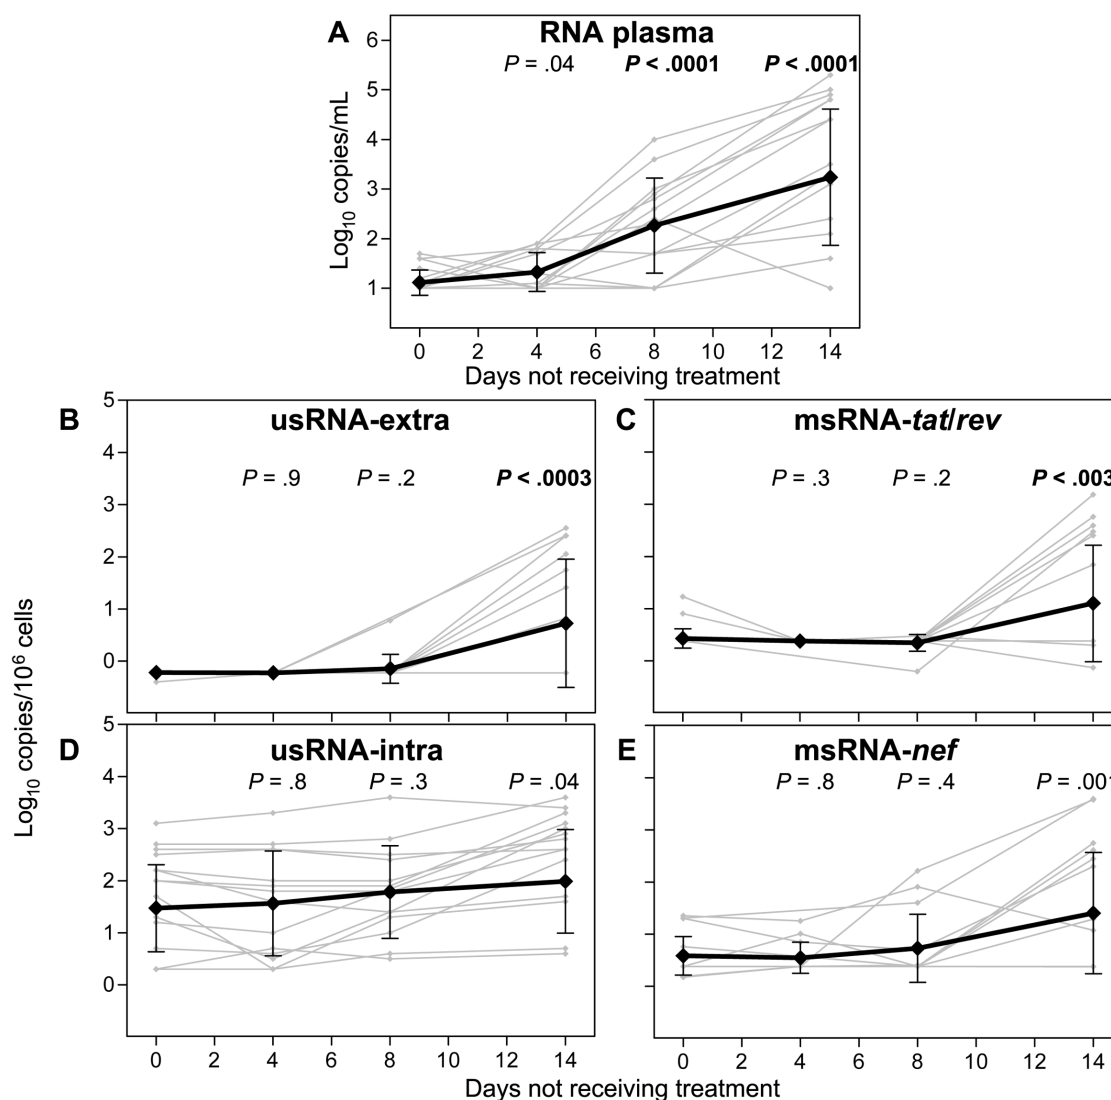 A RNA plasma
P = .04 P < .0001 P < .0001
Log10 copies/mL
6
5
4
3
2
1
0 2 4 6 8 10 12 14
Days not receiving treatment
B usRNA-extra
P = .9 P = .2 P < .0003
5
4
3
2
1
0
C msRNA-tat/rev
P = .3 P = .2 P < .003
Log10 copies/10⁶ cells
D usRNA-intra
P = .8 P = .3 P = .04
5
4
3
2
1
0
0 2 4 6 8 10 12 14
E msRNA-nef
P = .8 P = .4 P = .001
0 2 4 6 8 10 12 14
Days not receiving treatment